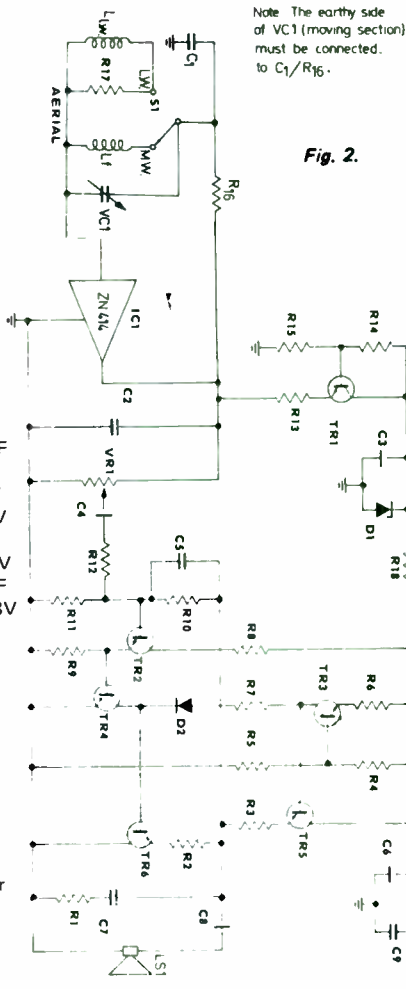 Note The earthy side
of VC1 (moving section)
must be connected.
to C1/R16.
Fig. 2.
C1
R16
LLW
R17
LW
S1
AERIAL
Lf
MW
VC1
R15
R14
IC1
ZN414
TR1
R13
C2
C3
D1
R18
VR1
C4
R12
C5
R11
R10
R9
TR2
R8
TR4
D2
R7
TR3
R6
R5
R4
R3
TR5
TR6
R2
R1
C7
C8
LS1
C6
C9
F
V
V
F
3V
r